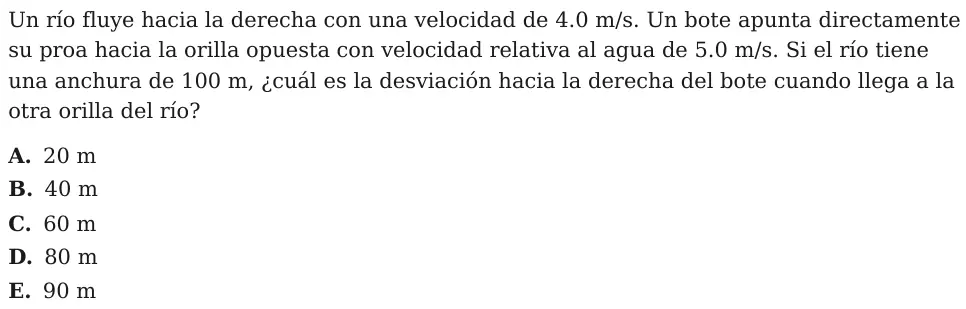 Un río fluye hacia la derecha con una velocidad de 4.0 m/s. Un bote apunta directamente
su proa hacia la orilla opuesta con velocidad relativa al agua de 5.0 m/s. Si el río tiene
una anchura de 100 m, ¿cuál es la desviación hacia la derecha del bote cuando llega a la
otra orilla del río?
A. 20 m
B. 40 m
C. 60 m
D. 80 m
E. 90 m